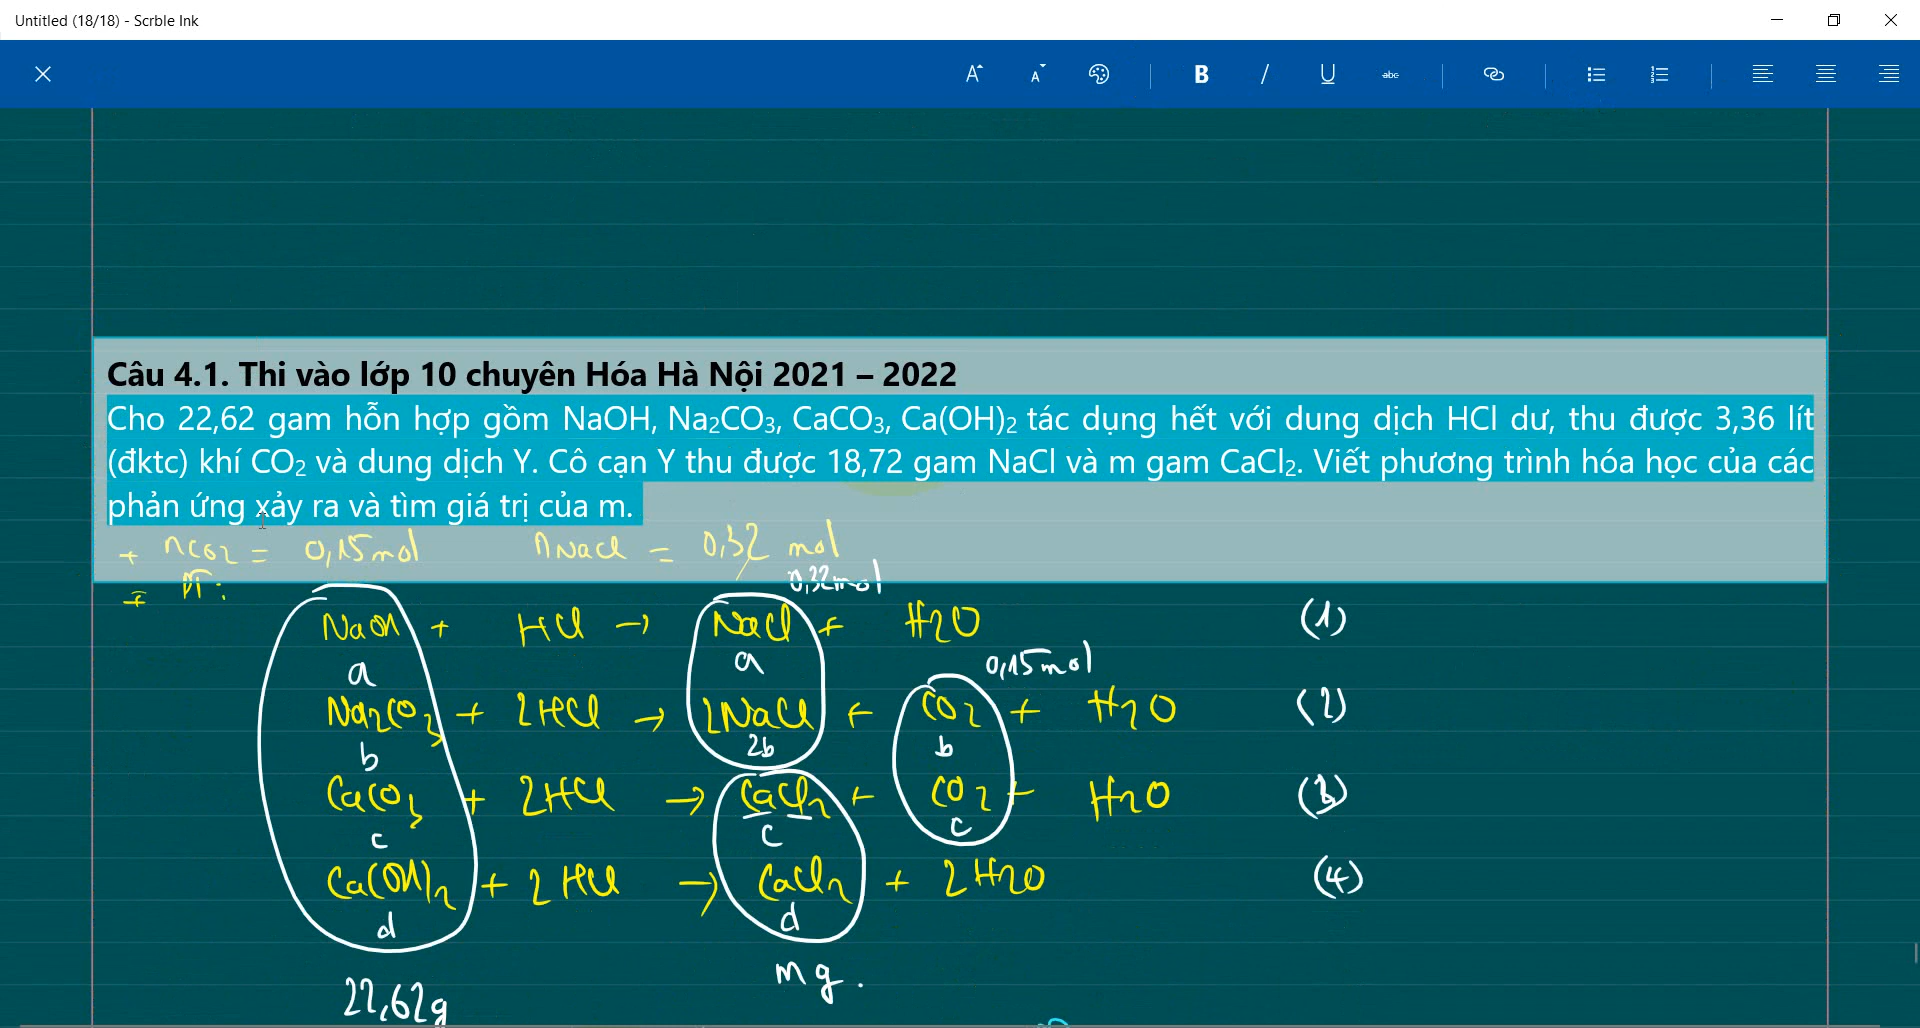 Untitled (18/18) - Scrble Ink
A A B / U abc
Câu 4.1. Thi vào lớp 10 chuyên Hóa Hà Nội 2021 – 2022
Cho 22,62 gam hỗn hợp gồm NaOH, Na₂CO₃, CaCO₃, Ca(OH)₂ tác dụng hết với dung dịch HCl dư, thu được 3,36 lít
(đktc) khí CO₂ và dung dịch Y. Cô cạn Y thu được 18,72 gam NaCl và m gam CaCl₂. Viết phương trình hóa học của các
phản ứng xảy ra và tìm giá trị của m.
+ nCO2 = 0,15 mol nNaCl = 0,32 mol
+ PT: 0,32mol
NaOH + HCl → NaCl + H2O (1)
a a 0,15mol
Na2CO3 + 2HCl → 2NaCl + CO2 + H2O (2)
b 2b b
CaCO3 + 2HCl → CaCl2 + CO2 + H2O (3)
c c c
Ca(OH)2 + 2HCl → CaCl2 + 2H2O (4)
d d
22,62g mg.